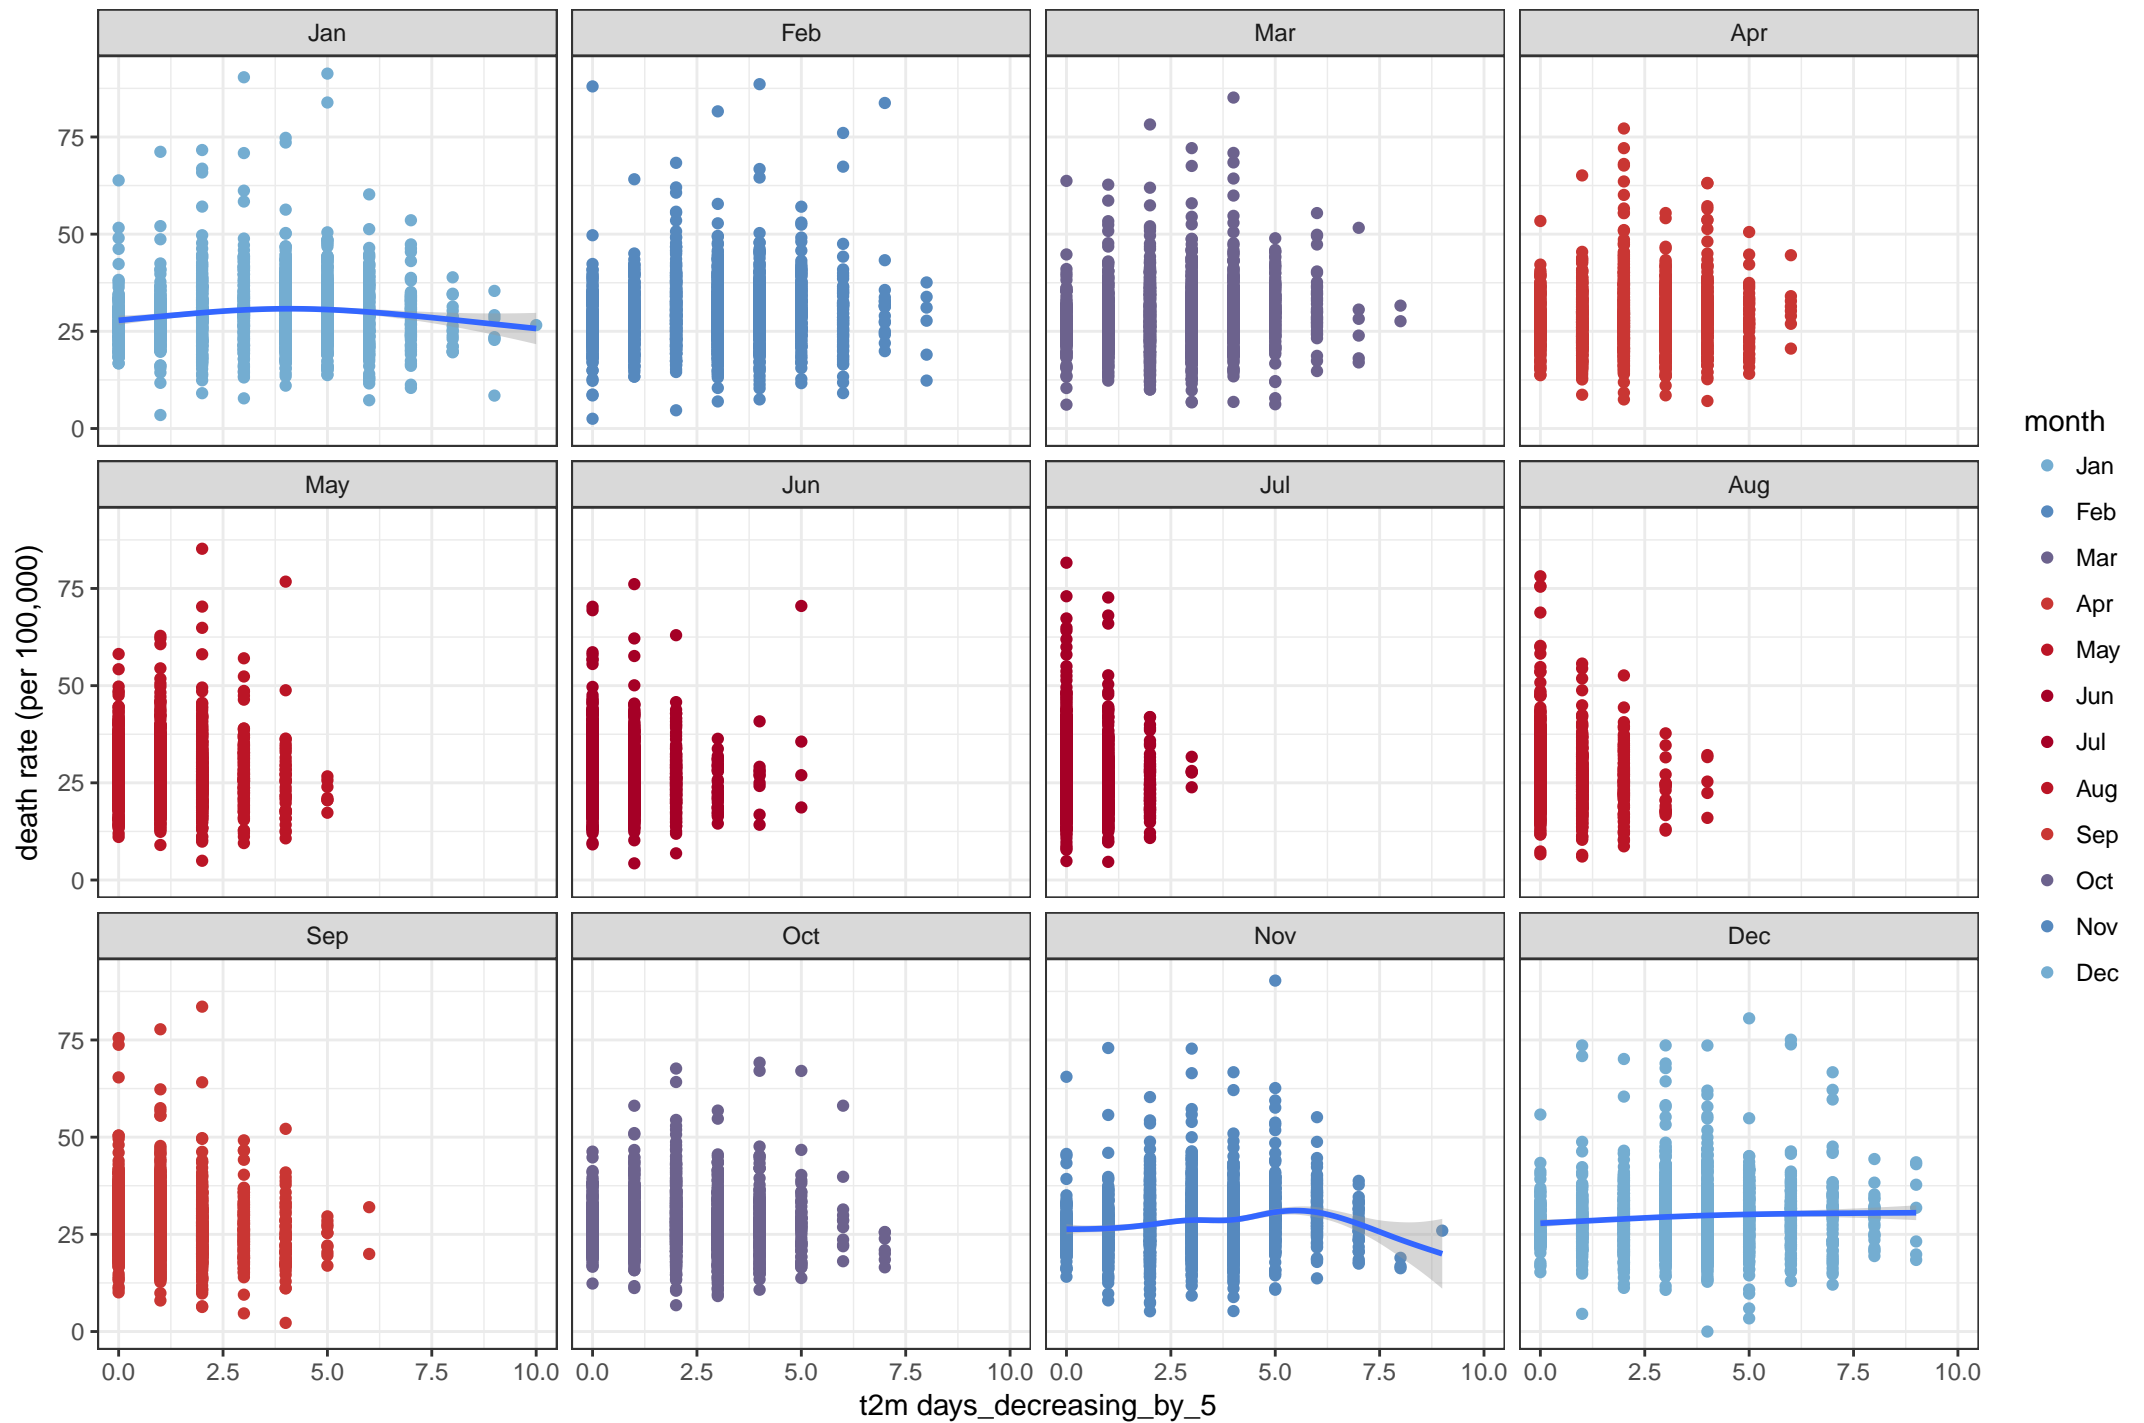 Jan Feb Mar Apr
75
50
25
0
May Jun Jul Aug
75
50
25
0
Sep Oct Nov Dec
75
50
25
0
0.0 2.5 5.0 7.5 10.0 0.0 2.5 5.0 7.5 10.0 0.0 2.5 5.0 7.5 10.0 0.0 2.5 5.0 7.5 10.0
t2m days_decreasing_by_5
death rate (per 100,000)
month
Jan
Feb
Mar
Apr
May
Jun
Jul
Aug
Sep
Oct
Nov
Dec